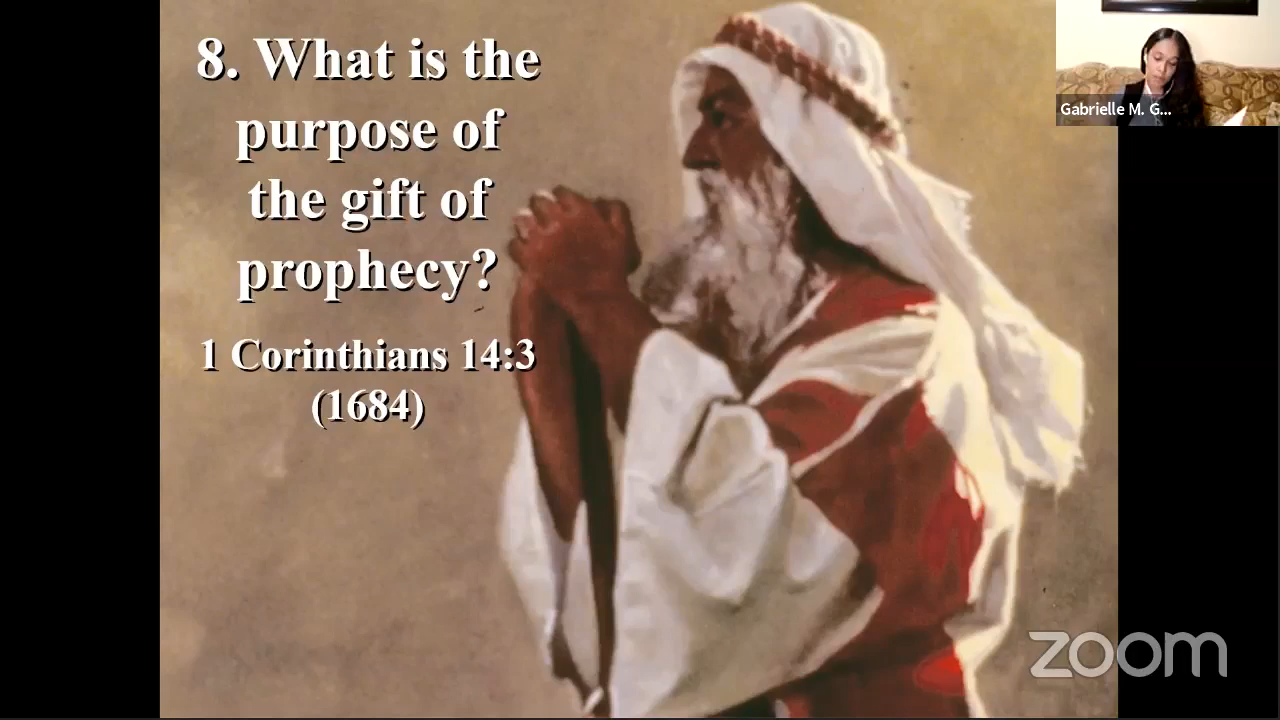 8. What is the
purpose of
the gift of
prophecy?
1 Corinthians 14:3
(1684)
Gabrielle M. G...
zoom